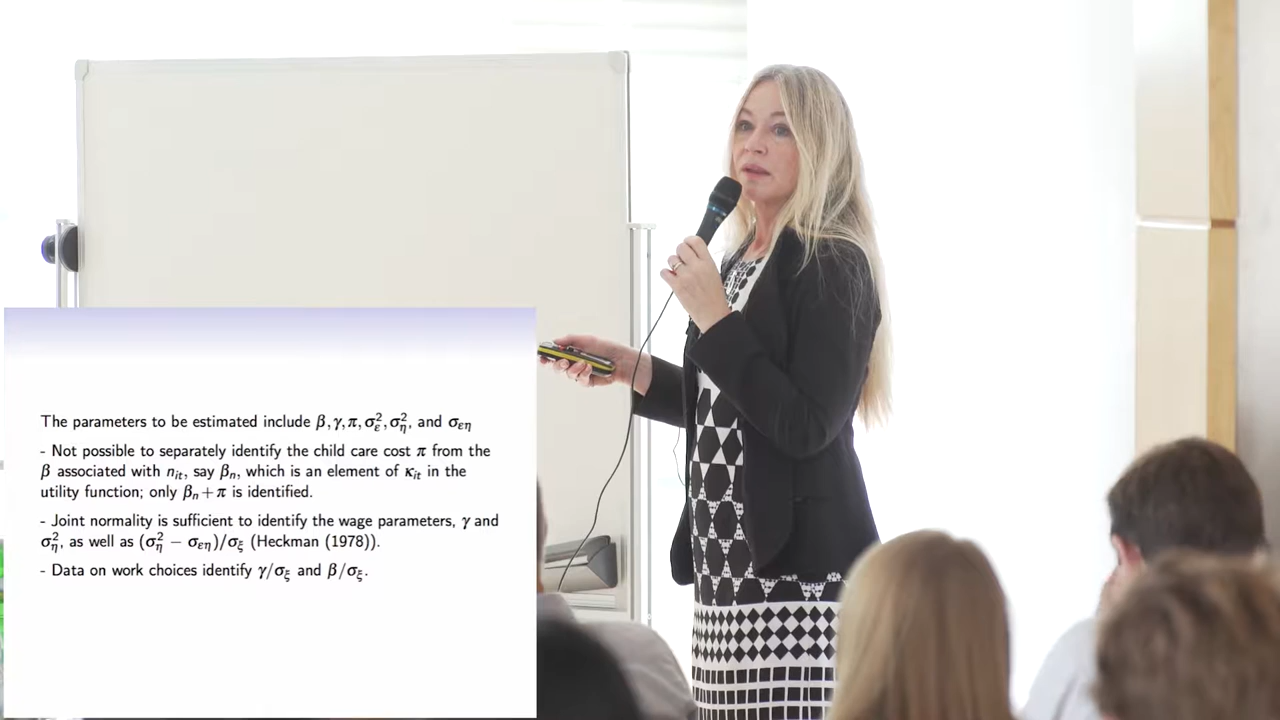 The parameters to be estimated include β, γ, π, σ²_ε, σ²_η, and σ_εη
- Not possible to separately identify the child care cost π from the
β associated with n_it, say β_n, which is an element of κ_it in the
utility function; only β_n + π is identified.
- Joint normality is sufficient to identify the wage parameters, γ and
σ²_η, as well as (σ²_η − σ_εη)/σ_ξ (Heckman (1978)).
- Data on work choices identify γ/σ_ξ and β/σ_ξ.